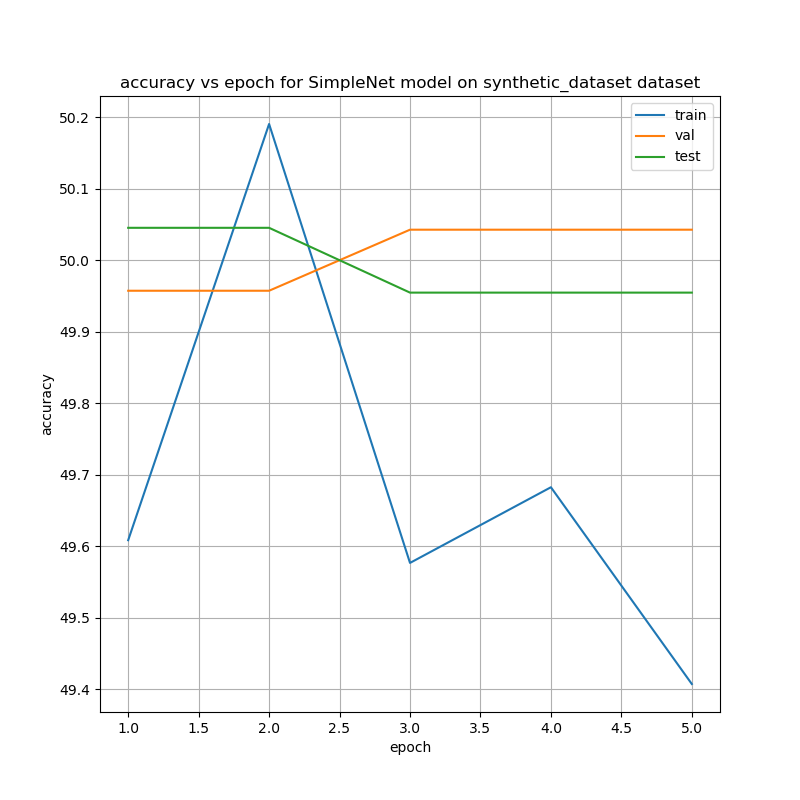 accuracy vs epoch for SimpleNet model on synthetic_dataset dataset
train
val
test
50.2
50.1
50.0
49.9
49.8
49.7
49.6
49.5
49.4
accuracy
1.0 1.5 2.0 2.5 3.0 3.5 4.0 4.5 5.0
epoch